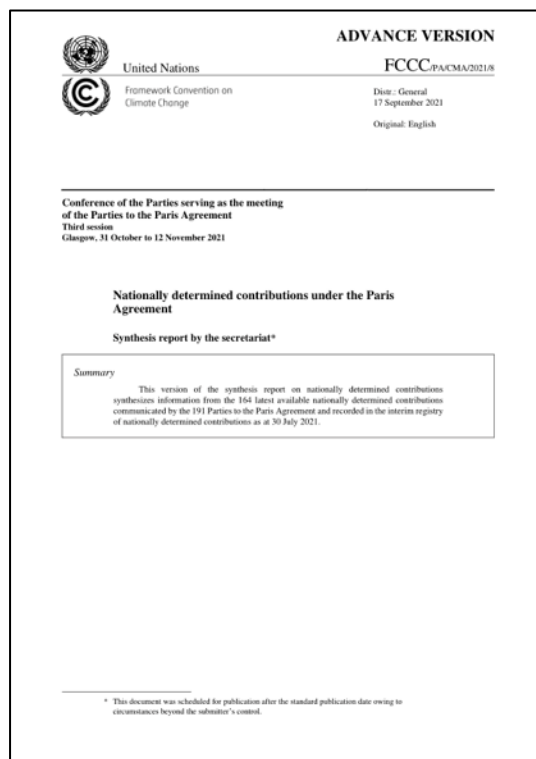 ADVANCE VERSION
United Nations
FCCC/PA/CMA/2021/8
Framework Convention on
Climate Change
Distr.: General
17 September 2021
Original: English
Conference of the Parties serving as the meeting
of the Parties to the Paris Agreement
Third session
Glasgow, 31 October to 12 November 2021
Nationally determined contributions under the Paris
Agreement
Synthesis report by the secretariat*
Summary
This version of the synthesis report on nationally determined contributions
synthesizes information from the 164 latest available nationally determined contributions
communicated by the 191 Parties to the Paris Agreement and recorded in the interim registry
of nationally determined contributions as at 30 July 2021.
* This document was scheduled for publication after the standard publication date owing to
circumstances beyond the submitter's control.